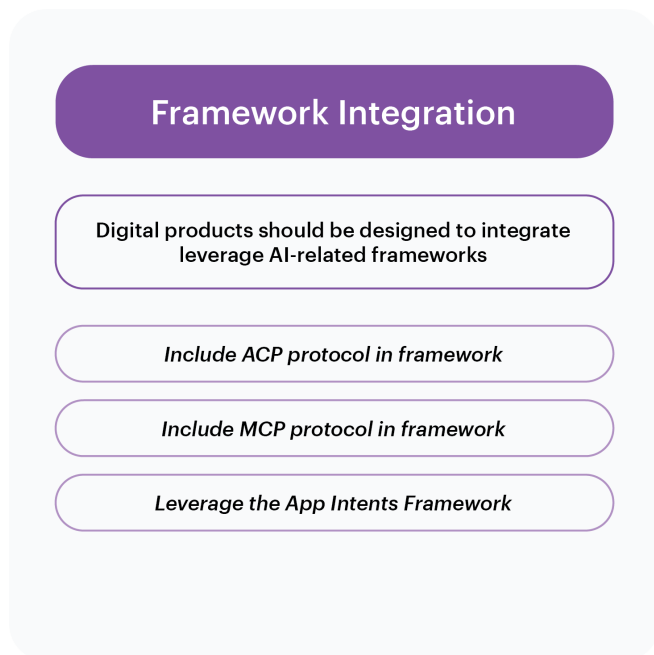 Framework Integration
Digital products should be designed to integrate
leverage AI-related frameworks
Include ACP protocol in framework
Include MCP protocol in framework
Leverage the App Intents Framework